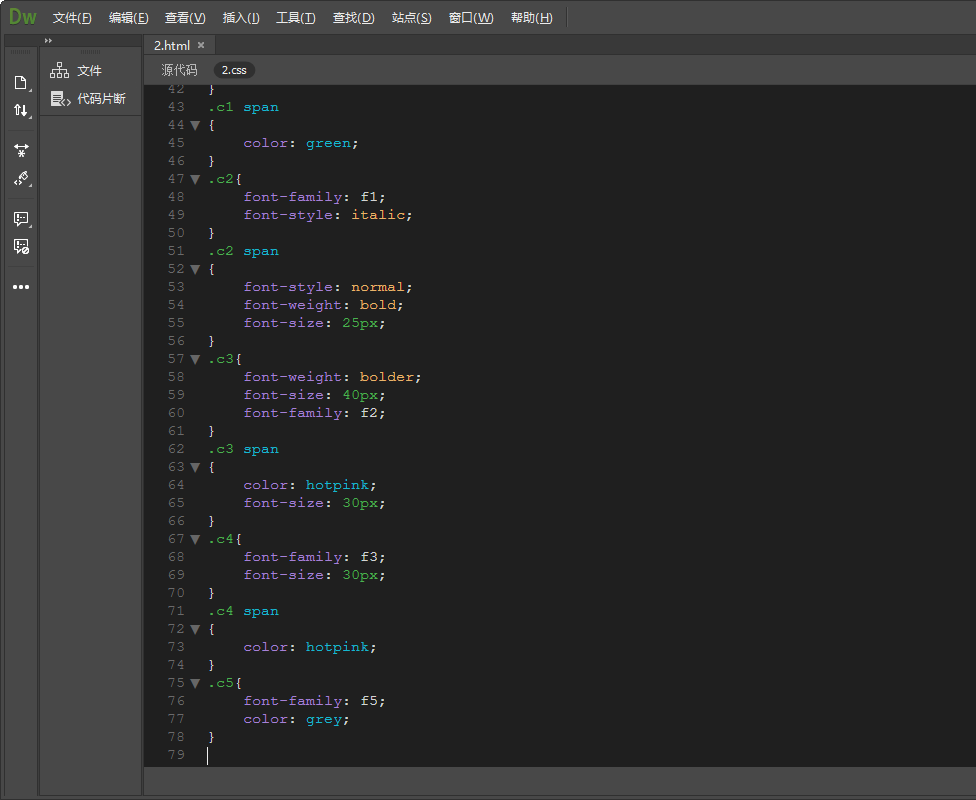 Dw 文件(F) 编辑(E) 查看(V) 插入(I) 工具(T) 查找(D) 站点(S) 窗口(W) 帮助(H)
2.html ×
文件
代码片断
源代码 2.css
42 }
43 .c1 span
44 {
45 color: green;
46 }
47 .c2{
48 font-family: f1;
49 font-style: italic;
50 }
51 .c2 span
52 {
53 font-style: normal;
54 font-weight: bold;
55 font-size: 25px;
56 }
57 .c3{
58 font-weight: bolder;
59 font-size: 40px;
60 font-family: f2;
61 }
62 .c3 span
63 {
64 color: hotpink;
65 font-size: 30px;
66 }
67 .c4{
68 font-family: f3;
69 font-size: 30px;
70 }
71 .c4 span
72 {
73 color: hotpink;
74 }
75 .c5{
76 font-family: f5;
77 color: grey;
78 }
79